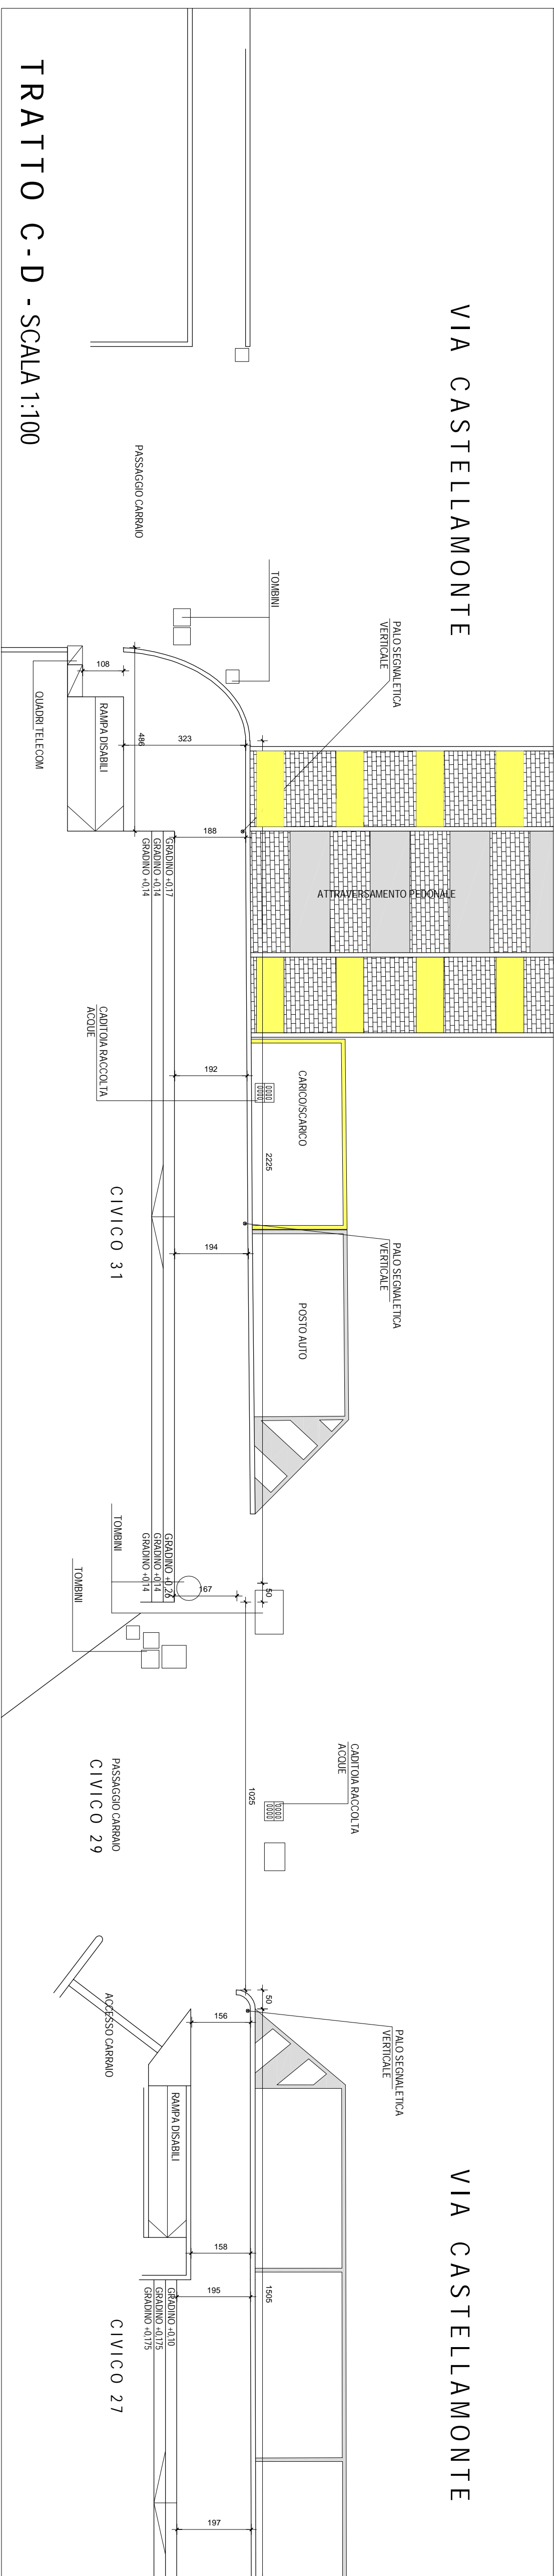 TRATTO C-D - SCALA 1:100
VIA CASTELLAMONTE
PASSAGGIO CARRAIO
TOMBINI
PALO SEGNALETICA
VERTICALE
108
QUADRI TELECOM
RAMPA DISABILI
486
323
188
GRADINO +0,17
GRADINO +0,14
GRADINO +0,14
ATTRAVERSAMENTO PEDONALE
CADITOIA RACCOLTA
ACQUE
192
CARICO/SCARICO
2225
CIVICO 31
194
PALO SEGNALETICA
VERTICALE
POSTO AUTO
GRADINO +0,26
GRADINO +0,14
GRADINO +0,14
TOMBINI
167
50
TOMBINI
CADITOIA RACCOLTA
ACQUE
PASSAGGIO CARRAIO
CIVICO 29
1025
50
156
ACCESSO CARRAIO
PALO SEGNALETICA
VERTICALE
RAMPA DISABILI
158
195
1505
GRADINO +0,10
GRADINO +0,175
GRADINO +0,175
CIVICO 27
VIA CASTELLAMONTE
197